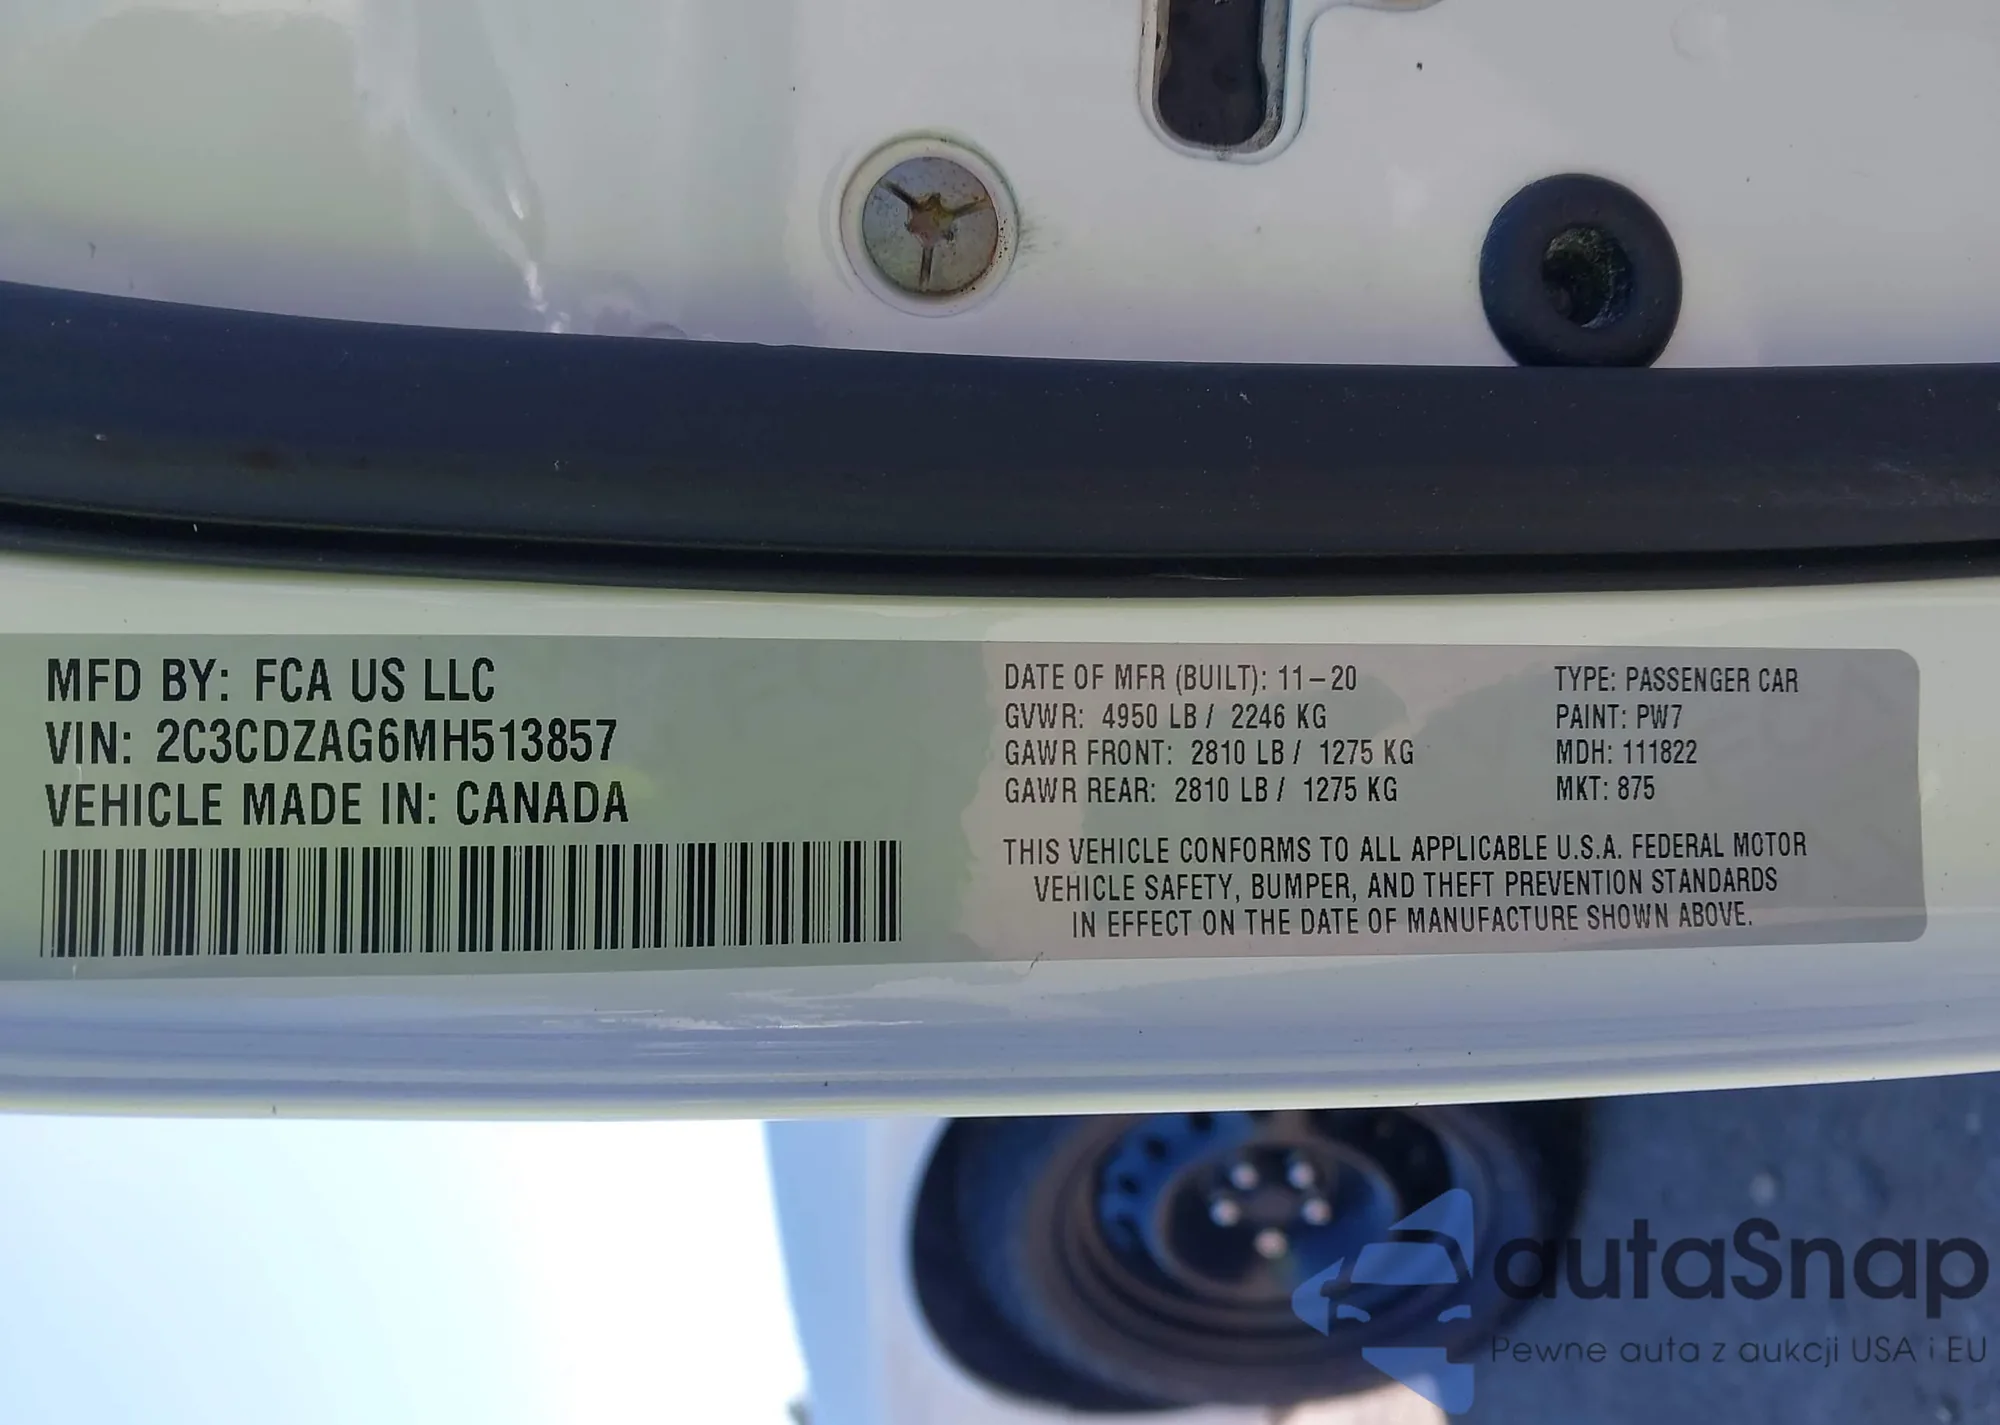 MFD BY: FCA US LLC
VIN: 2C3CDZAG6MH513857
VEHICLE MADE IN: CANADA
DATE OF MFR (BUILT): 11-20
GVWR: 4950 LB / 2246 KG
GAWR FRONT: 2810 LB / 1275 KG
GAWR REAR: 2810 LB / 1275 KG
TYPE: PASSENGER CAR
PAINT: PW7
MDH: 111822
MKT: 875
THIS VEHICLE CONFORMS TO ALL APPLICABLE U.S.A. FEDERAL MOTOR
VEHICLE SAFETY, BUMPER, AND THEFT PREVENTION STANDARDS
IN EFFECT ON THE DATE OF MANUFACTURE SHOWN ABOVE.
autaSnap
Pewne auta z aukcji USA i EU